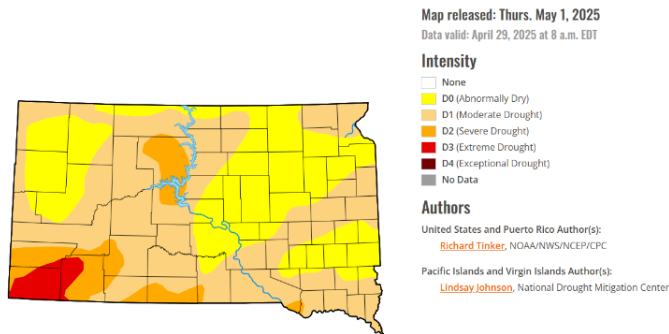 Map released: Thurs. May 1, 2025
Data valid: April 29, 2025 at 8 a.m. EDT
Intensity
None
D0 (Abnormally Dry)
D1 (Moderate Drought)
D2 (Severe Drought)
D3 (Extreme Drought)
D4 (Exceptional Drought)
No Data
Authors
United States and Puerto Rico Author(s):
Richard Tinker, NOAA/NWS/NCEP/CPC
Pacific Islands and Virgin Islands Author(s):
Lindsay Johnson, National Drought Mitigation Center